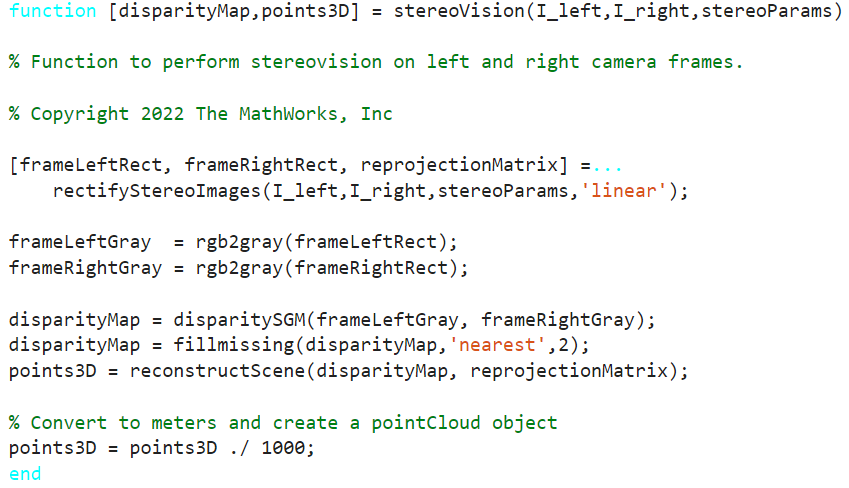 function [disparityMap,points3D] = stereoVision(I_left,I_right,stereoParams)
% Function to perform stereovision on left and right camera frames.
% Copyright 2022 The MathWorks, Inc
[frameLeftRect, frameRightRect, reprojectionMatrix] =...
    rectifyStereoImages(I_left,I_right,stereoParams,'linear');
frameLeftGray  = rgb2gray(frameLeftRect);
frameRightGray = rgb2gray(frameRightRect);
disparityMap = disparitySGM(frameLeftGray, frameRightGray);
disparityMap = fillmissing(disparityMap,'nearest',2);
points3D = reconstructScene(disparityMap, reprojectionMatrix);
% Convert to meters and create a pointCloud object
points3D = points3D ./ 1000;
end